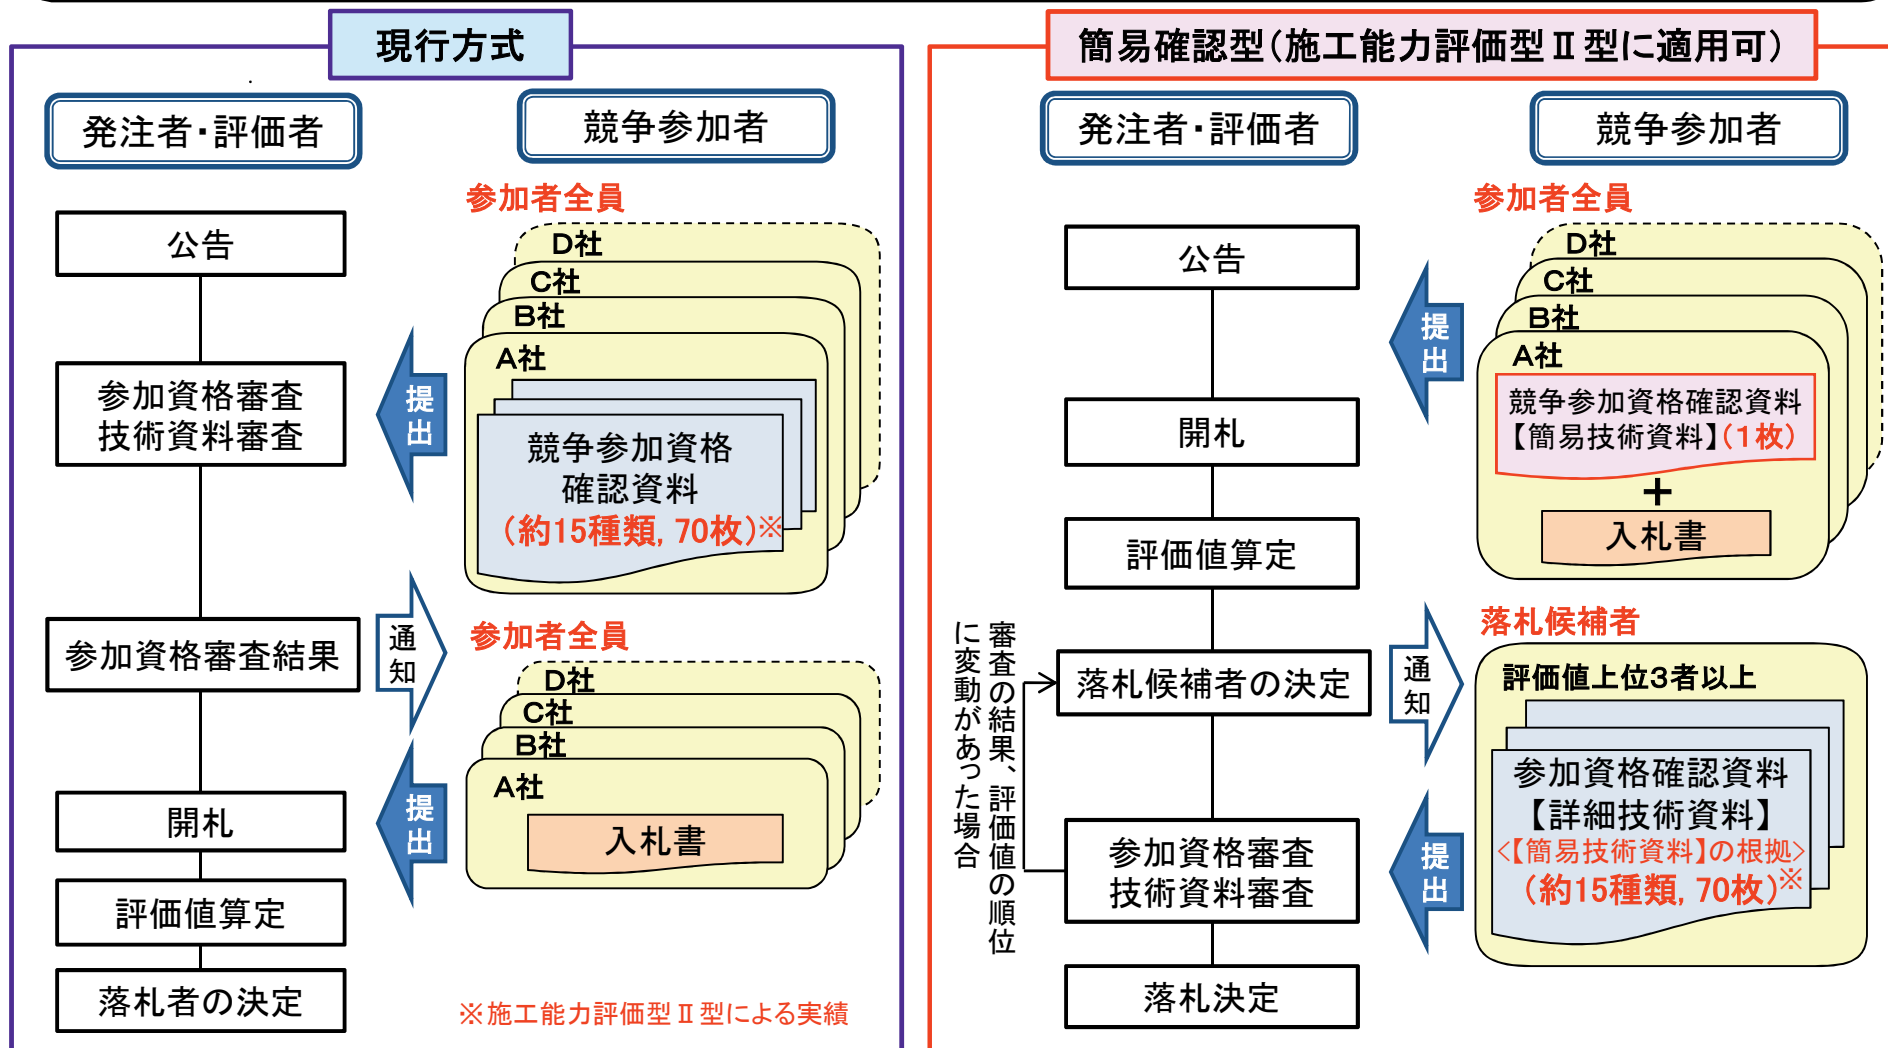 現行方式
発注者・評価者
競争参加者
公告
参加資格審査
技術資料審査
参加資格審査結果
開札
評価値算定
落札者の決定
参加者全員
D社
C社
B社
A社
競争参加資格
確認資料
(約15種類, 70枚)※
提出
通知
参加者全員
D社
C社
B社
A社
入札書
提出
※施工能力評価型Ⅱ型による実績
簡易確認型(施工能力評価型Ⅱ型に適用可)
発注者・評価者
競争参加者
公告
開札
評価値算定
落札候補者の決定
参加資格審査
技術資料審査
落札決定
審査の結果、評価値の順位
に変動があった場合
参加者全員
D社
C社
B社
A社
競争参加資格確認資料
【簡易技術資料】(1枚)
+
入札書
提出
通知
落札候補者
評価値上位3者以上
参加資格確認資料
【詳細技術資料】
<【簡易技術資料】の根拠>
(約15種類, 70枚)※
提出